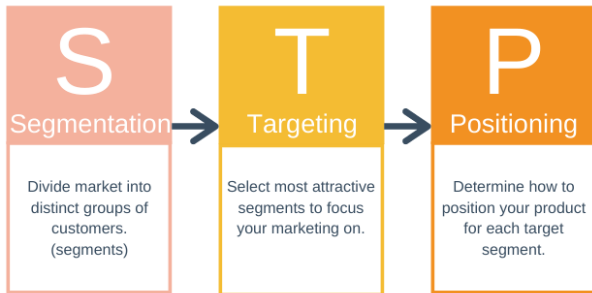 S
Segmentation
Divide market into
distinct groups of
customers.
(segments)
T
Targeting
Select most attractive
segments to focus
your marketing on.
P
Positioning
Determine how to
position your product
for each target
segment.